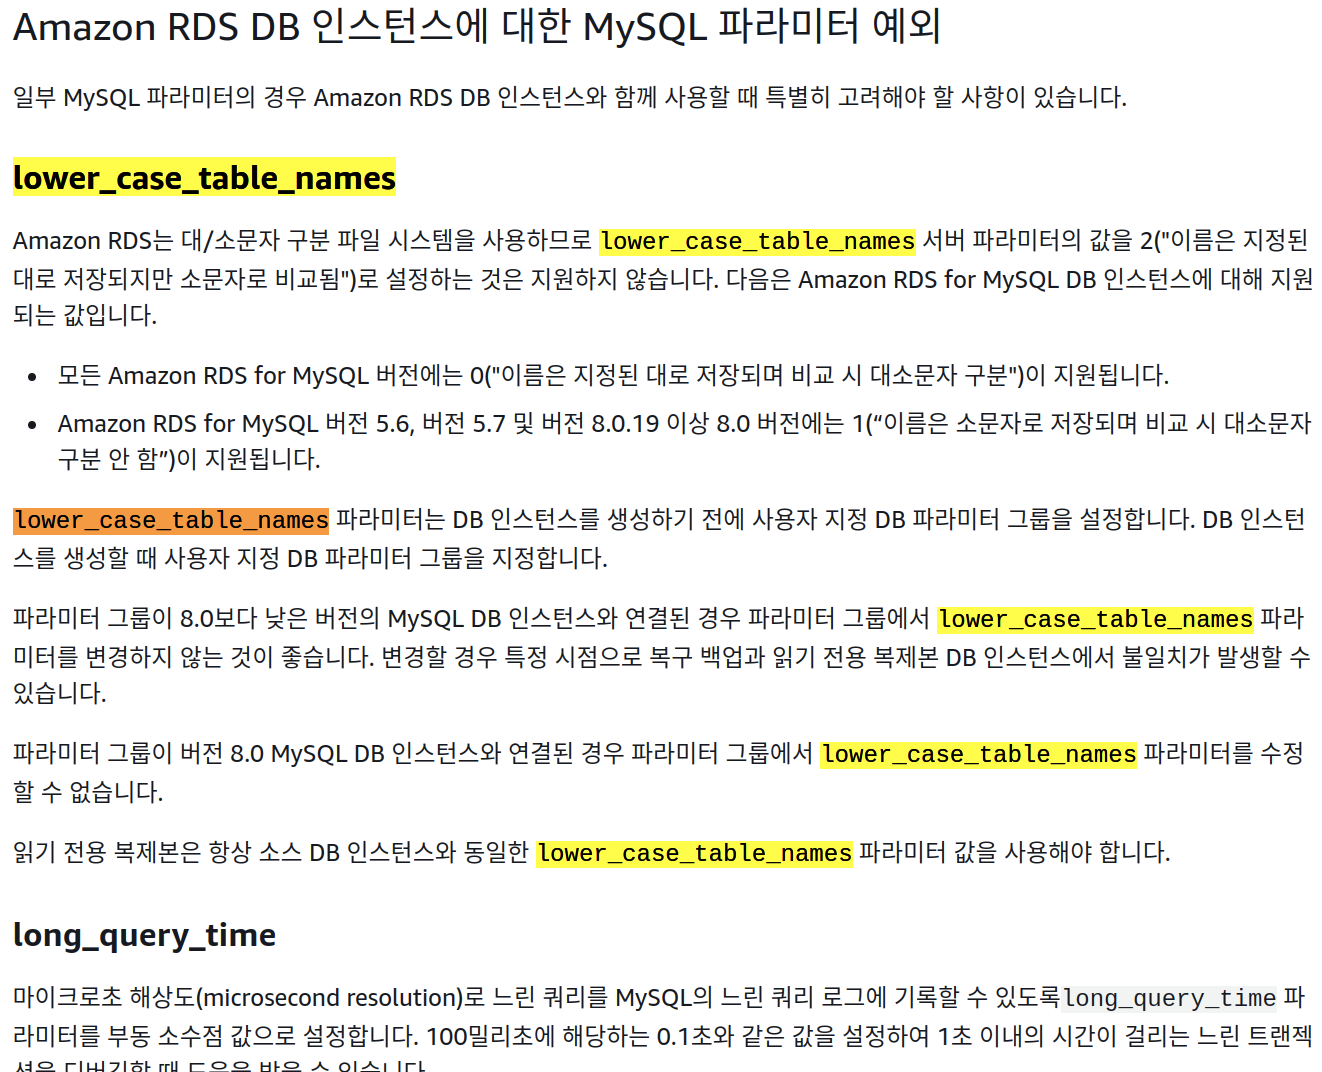 Amazon RDS DB 인스턴스에 대한 MySQL 파라미터 예외
일부 MySQL 파라미터의 경우 Amazon RDS DB 인스턴스와 함께 사용할 때 특별히 고려해야 할 사항이 있습니다.
lower_case_table_names
Amazon RDS는 대/소문자 구분 파일 시스템을 사용하므로 lower_case_table_names 서버 파라미터의 값을 2("이름은 지정된
대로 저장되지만 소문자로 비교됨")로 설정하는 것은 지원하지 않습니다. 다음은 Amazon RDS for MySQL DB 인스턴스에 대해 지원
되는 값입니다.
• 모든 Amazon RDS for MySQL 버전에는 0("이름은 지정된 대로 저장되며 비교 시 대소문자 구분")이 지원됩니다.
• Amazon RDS for MySQL 버전 5.6, 버전 5.7 및 버전 8.0.19 이상 8.0 버전에는 1(“이름은 소문자로 저장되며 비교 시 대소문자
구분 안 함”)이 지원됩니다.
lower_case_table_names 파라미터는 DB 인스턴스를 생성하기 전에 사용자 지정 DB 파라미터 그룹을 설정합니다. DB 인스턴
스를 생성할 때 사용자 지정 DB 파라미터 그룹을 지정합니다.
파라미터 그룹이 8.0보다 낮은 버전의 MySQL DB 인스턴스와 연결된 경우 파라미터 그룹에서 lower_case_table_names 파라
미터를 변경하지 않는 것이 좋습니다. 변경할 경우 특정 시점으로 복구 백업과 읽기 전용 복제본 DB 인스턴스에서 불일치가 발생할 수
있습니다.
파라미터 그룹이 버전 8.0 MySQL DB 인스턴스와 연결된 경우 파라미터 그룹에서 lower_case_table_names 파라미터를 수정
할 수 없습니다.
읽기 전용 복제본은 항상 소스 DB 인스턴스와 동일한 lower_case_table_names 파라미터 값을 사용해야 합니다.
long_query_time
마이크로초 해상도(microsecond resolution)로 느린 쿼리를 MySQL의 느린 쿼리 로그에 기록할 수 있도록long_query_time 파
라미터를 부동 소수점 값으로 설정합니다. 100밀리초에 해당하는 0.1초와 같은 값을 설정하여 1초 이내의 시간이 걸리는 느린 트랜잭
션을 디버깅할 때 도움을 받을 수 있습니다.